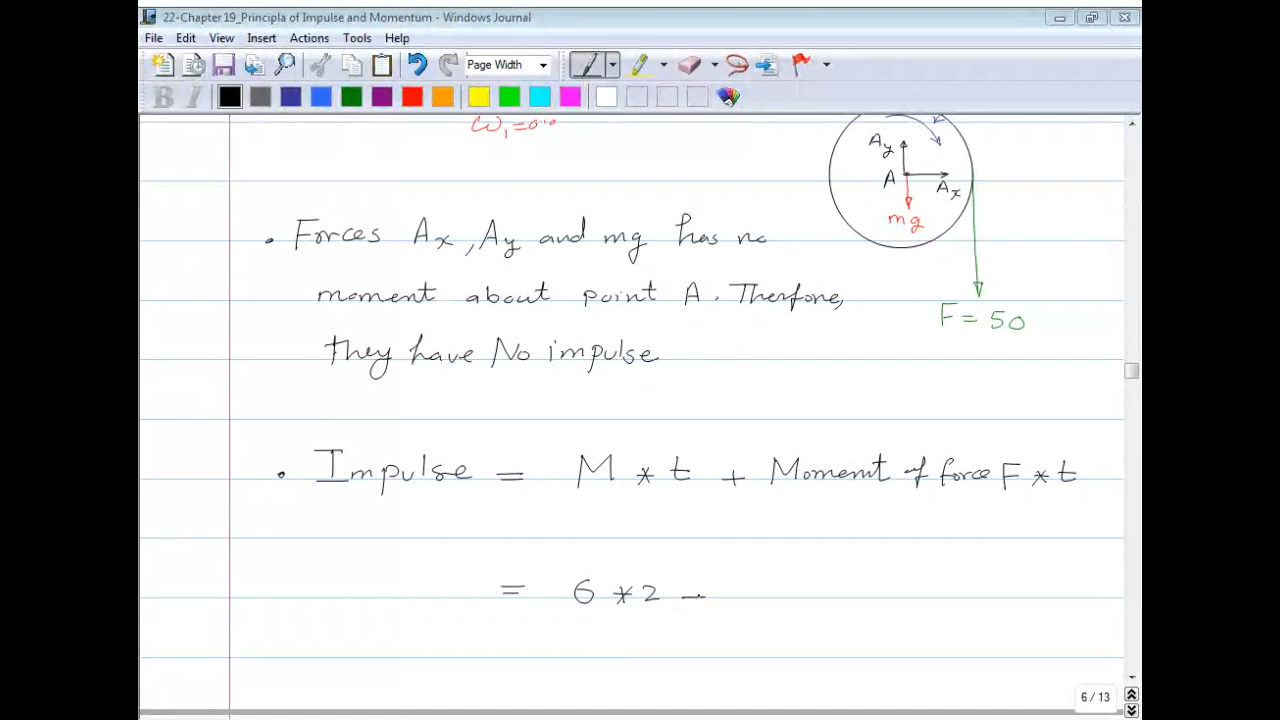 22-Chapter 19_Principla of Impulse and Momentum - Windows Journal
File Edit View Insert Actions Tools Help
Page Width
B I
ω₁=0
Ay
A
Ax
mg
• Forces Ax, Ay and mg has no
moment about point A. Therfore,
they have No impulse
F = 50
• Impulse = M * t + Moment of force F * t
= 6 * 2 -
6 / 13